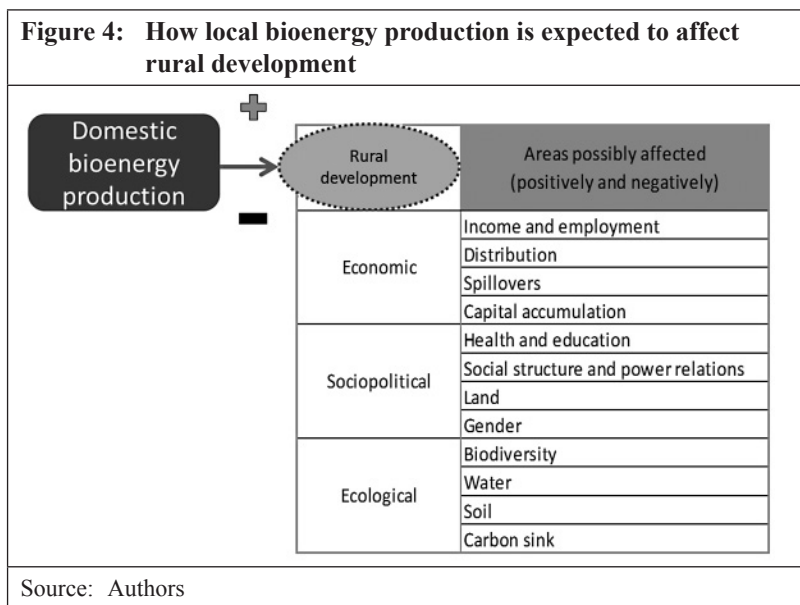 Figure 4: How local bioenergy production is expected to affect
rural development
Domestic
bioenergy
production
Rural
development
Areas possibly affected
(positively and negatively)
Economic
Income and employment
Distribution
Spillovers
Capital accumulation
Sociopolitical
Health and education
Social structure and power relations
Land
Gender
Ecological
Biodiversity
Water
Soil
Carbon sink
Source: Authors